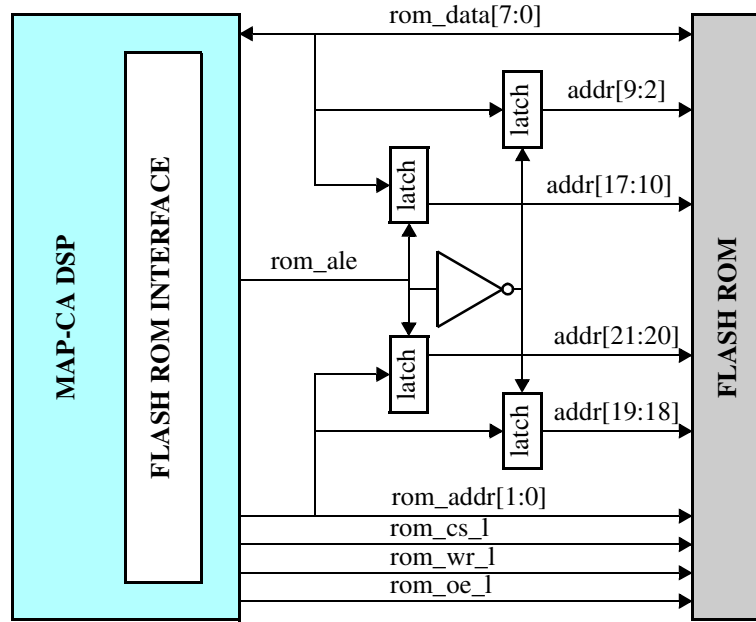 rom_data[7:0]
latch
addr[9:2]
latch
addr[17:10]
MAP-CA DSP
FLASH ROM INTERFACE
rom_ale
FLASH ROM
latch
addr[21:20]
latch
addr[19:18]
rom_addr[1:0]
rom_cs_l
rom_wr_l
rom_oe_l